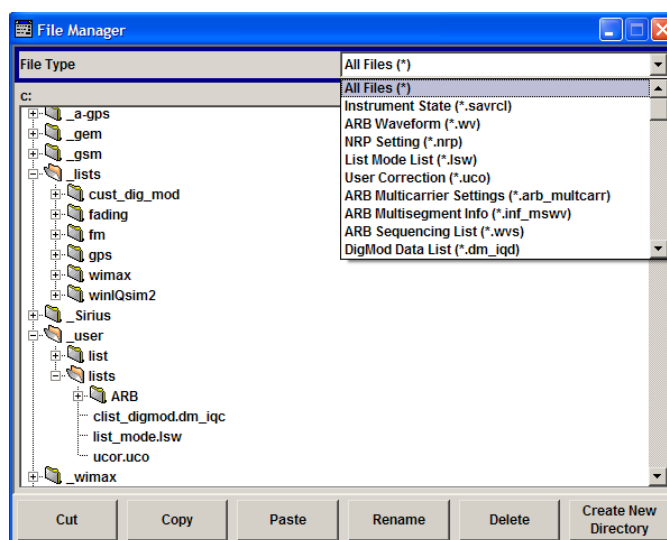 File Manager
File Type
All Files (*)
c:
All Files (*)
Instrument State (*.savrcl)
ARB Waveform (*.wv)
NRP Setting (*.nrp)
List Mode List (*.lsw)
User Correction (*.uco)
ARB Multicarrier Settings (*.arb_multcarr)
ARB Multisegment Info (*.inf_mswv)
ARB Sequencing List (*.wvs)
DigMod Data List (*.dm_iqd)
_a-gps
_gem
_gsm
_lists
cust_dig_mod
fading
fm
gps
wimax
winIQsim2
_Sirius
_user
list
lists
ARB
clist_digmod.dm_iqc
list_mode.lsw
ucor.uco
_wimax
Cut
Copy
Paste
Rename
Delete
Create New
Directory